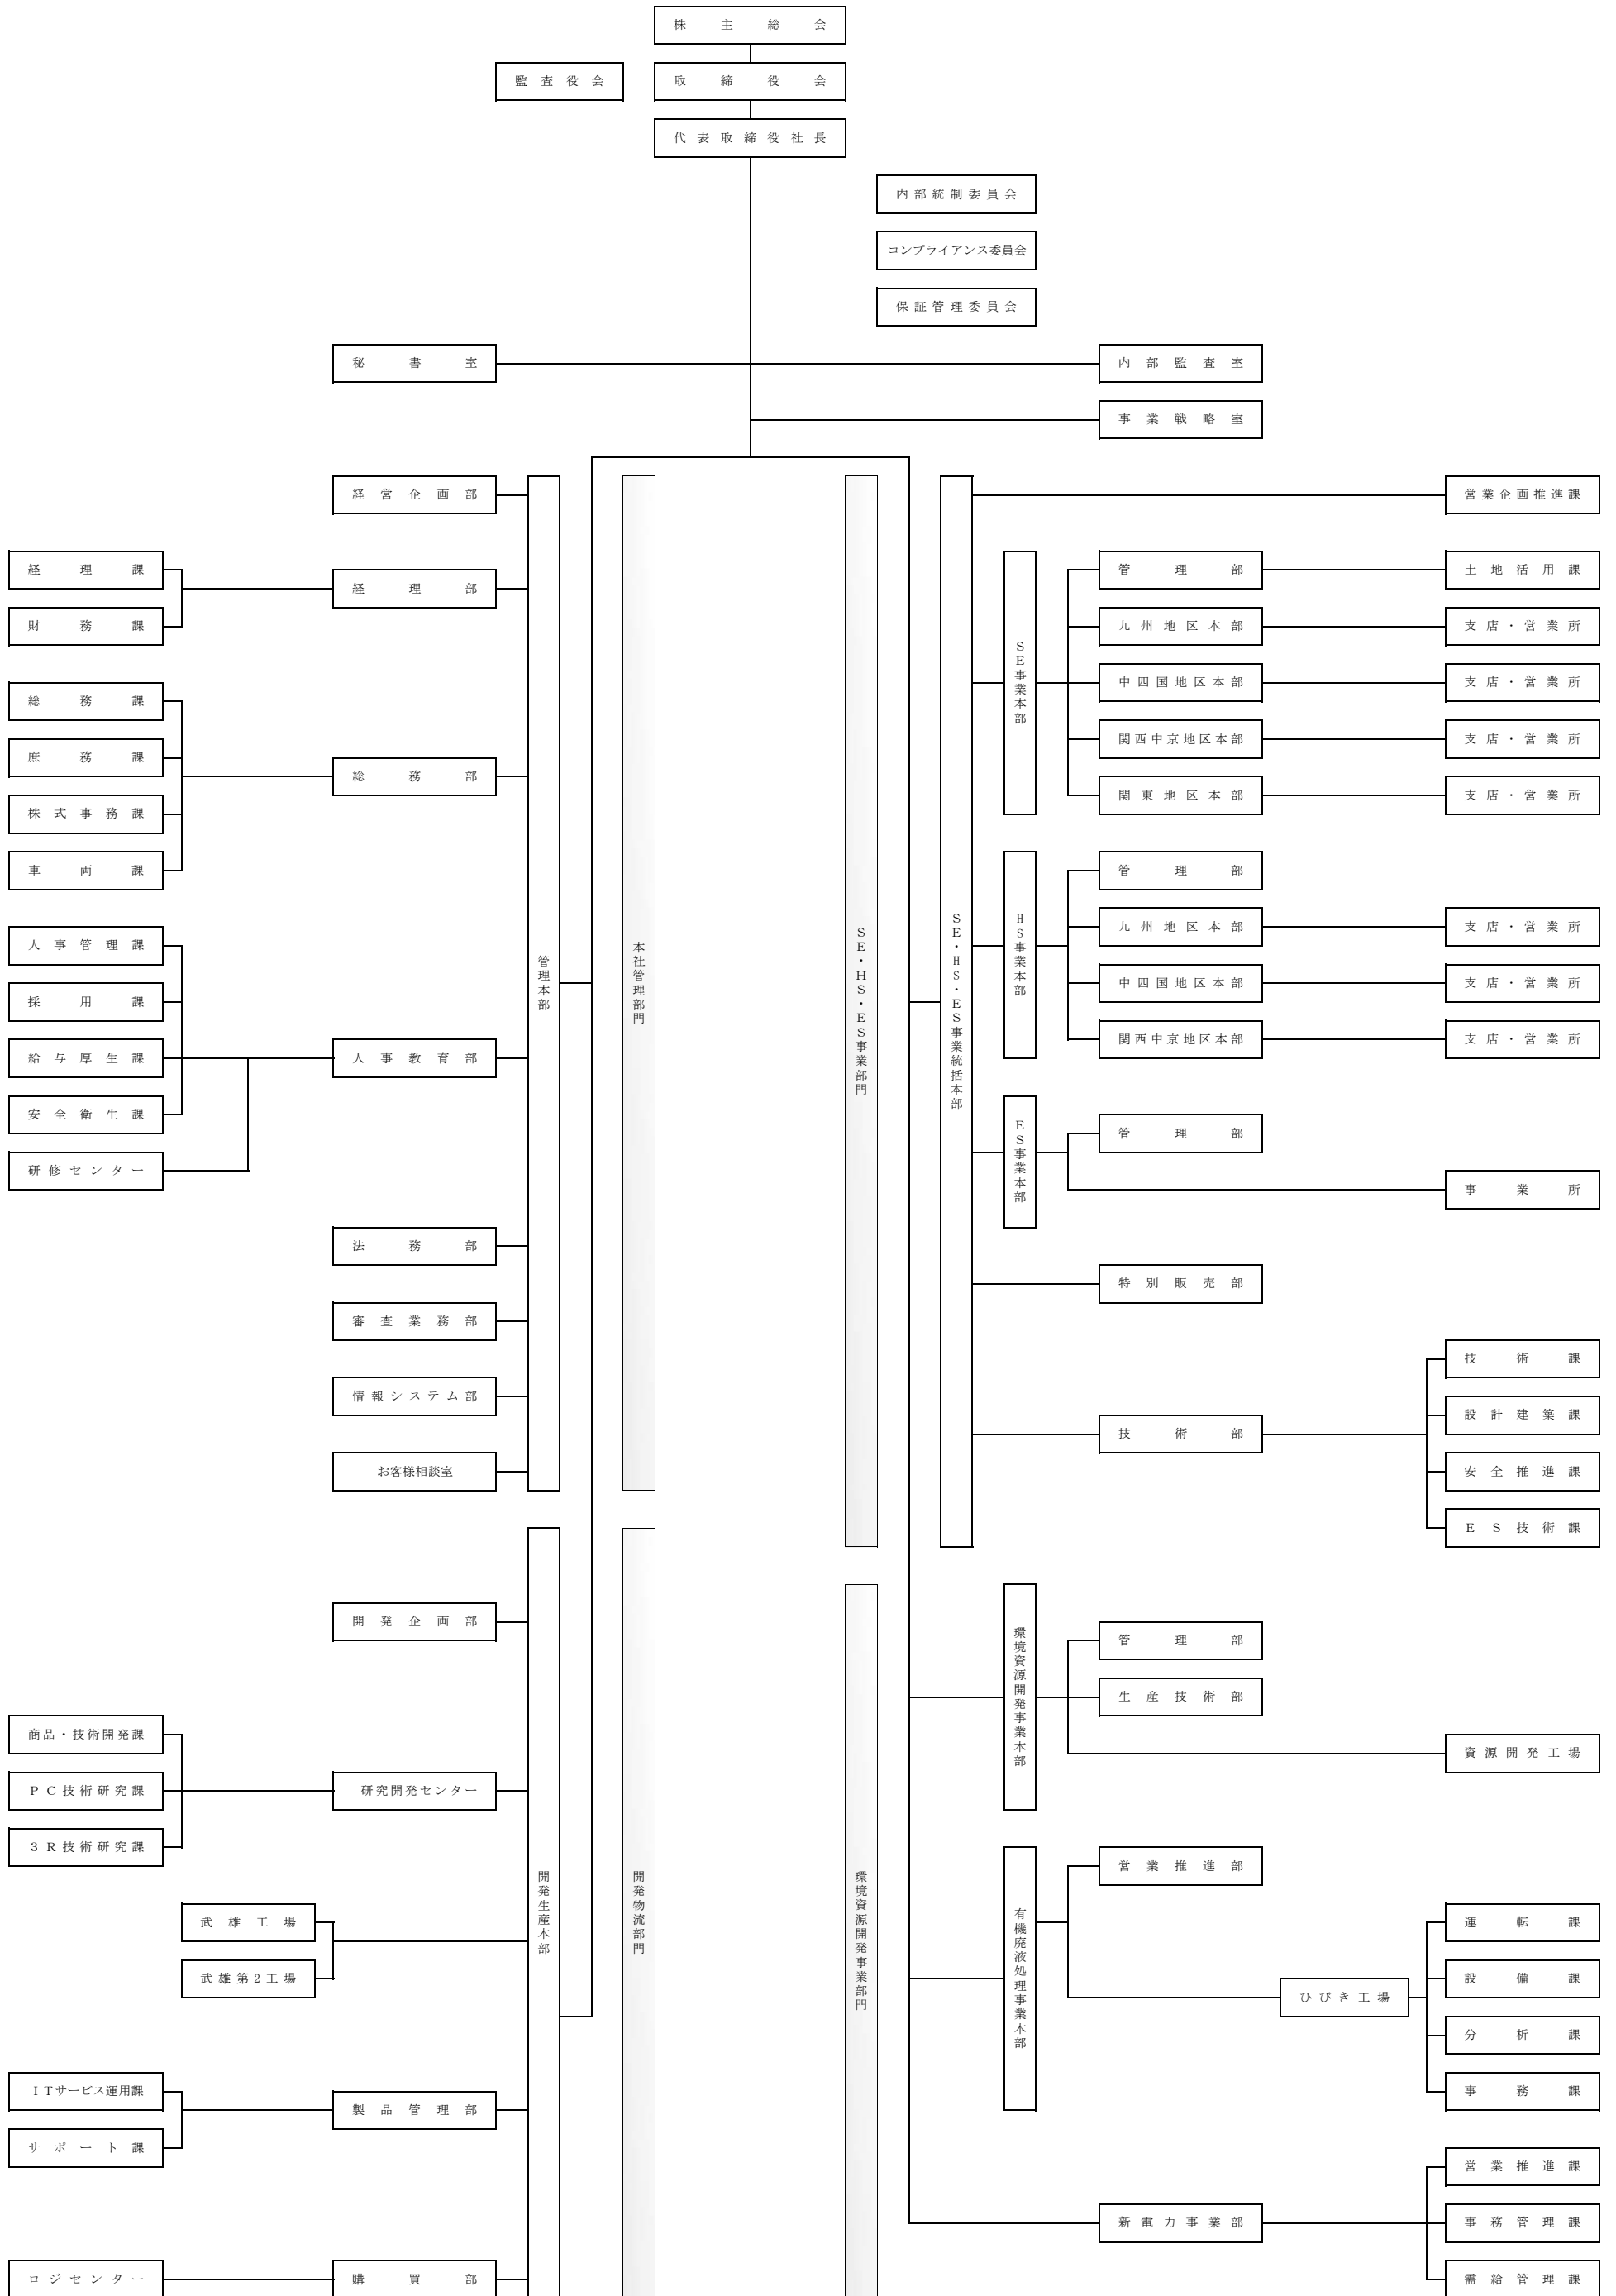 株主総会
監査役会
取締役会
代表取締役社長
内部統制委員会
コンプライアンス委員会
保証管理委員会
秘書室
内部監査室
事業戦略室
管理本部
本社管理部門
経営企画部
経理部
経理課
財務課
総務部
総務課
庶務課
株式事務課
車両課
人事教育部
人事管理課
採用課
給与厚生課
安全衛生課
研修センター
法務部
審査業務部
情報システム部
お客様相談室
開発生産本部
開発物流部門
開発企画部
研究開発センター
商品・技術開発課
PC技術研究課
3R技術研究課
武雄工場
武雄第2工場
製品管理部
ITサービス運用課
サポート課
購買部
ロジセンター
SE・HS・ES事業部門
SE・HS・ES事業統括本部
営業企画推進課
SE事業本部
管理部
土地活用課
九州地区本部
支店・営業所
中四国地区本部
支店・営業所
関西中京地区本部
支店・営業所
関東地区本部
支店・営業所
HS事業本部
管理部
九州地区本部
支店・営業所
中四国地区本部
支店・営業所
関西中京地区本部
支店・営業所
ES事業本部
管理部
事業所
特別販売部
技術部
技術課
設計建築課
安全推進課
ES技術課
環境資源開発事業部門
環境資源開発事業本部
管理部
生産技術部
資源開発工場
有機廃液処理事業本部
営業推進部
ひびき工場
運転課
設備課
分析課
事務課
新電力事業部
営業推進課
事務管理課
需給管理課